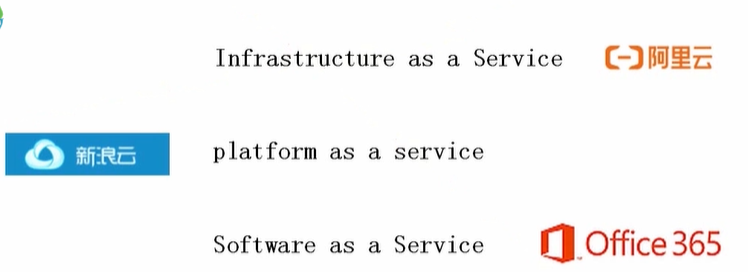 Infrastructure as a Service 阿里云
新浪云 platform as a service
Software as a Service Office 365